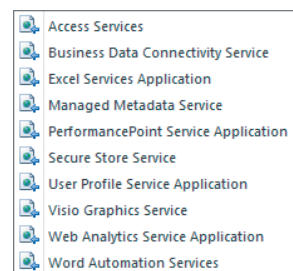 Access Services
Business Data Connectivity Service
Excel Services Application
Managed Metadata Service
PerformancePoint Service Application
Secure Store Service
User Profile Service Application
Visio Graphics Service
Web Analytics Service Application
Word Automation Services